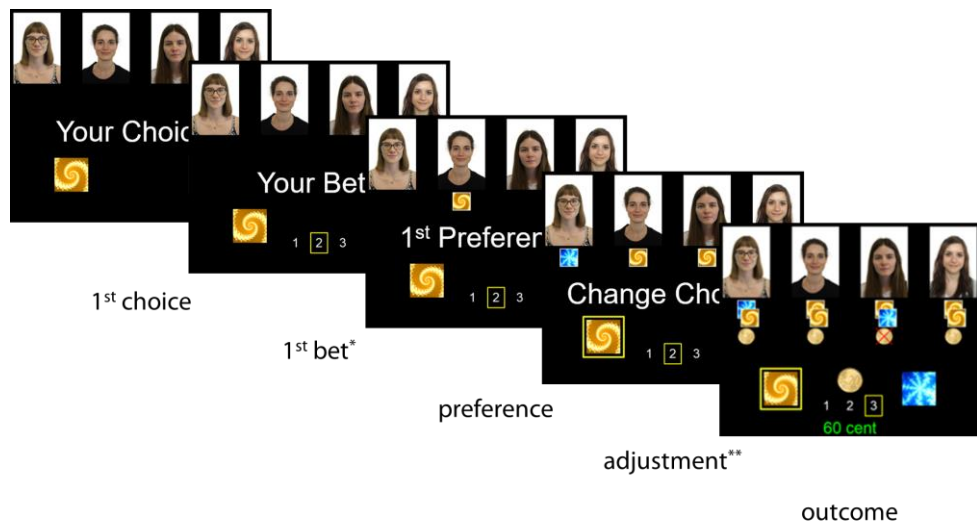 Your Choic
Your Bet
1 2 3
1st Preferen
1 2 3
Change Cho
1 2 3
1 2 3
60 cent
1st choice
1st bet*
preference
adjustment**
outcome